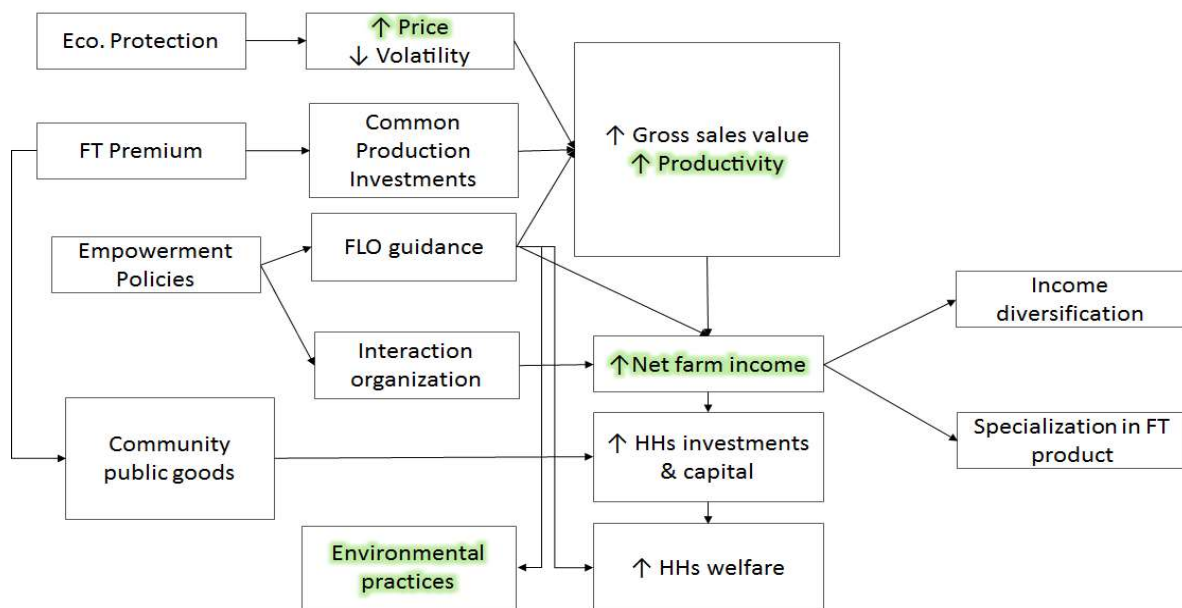 Eco. Protection
↑ Price
↓ Volatility
FT Premium
Common
Production
Investments
↑ Gross sales value
↑ Productivity
Empowerment
Policies
FLO guidance
Interaction
organization
↑Net farm income
Income
diversification
Specialization in FT
product
Community
public goods
↑ HHs investments
& capital
Environmental
practices
↑ HHs welfare